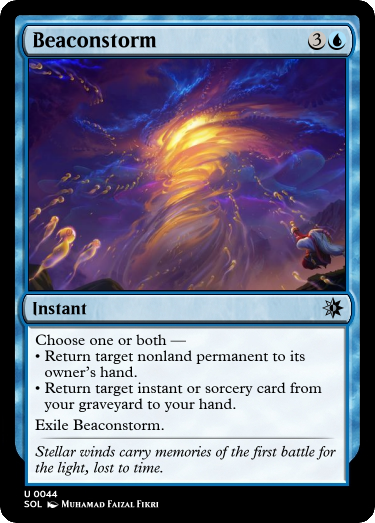 Beaconstorm 3
Instant
Choose one or both —
• Return target nonland permanent to its
owner's hand.
• Return target instant or sorcery card from
your graveyard to your hand.
Exile Beaconstorm.
Stellar winds carry memories of the first battle for
the light, lost to time.
U 0044
SOL Muhamad Faizal Fikri